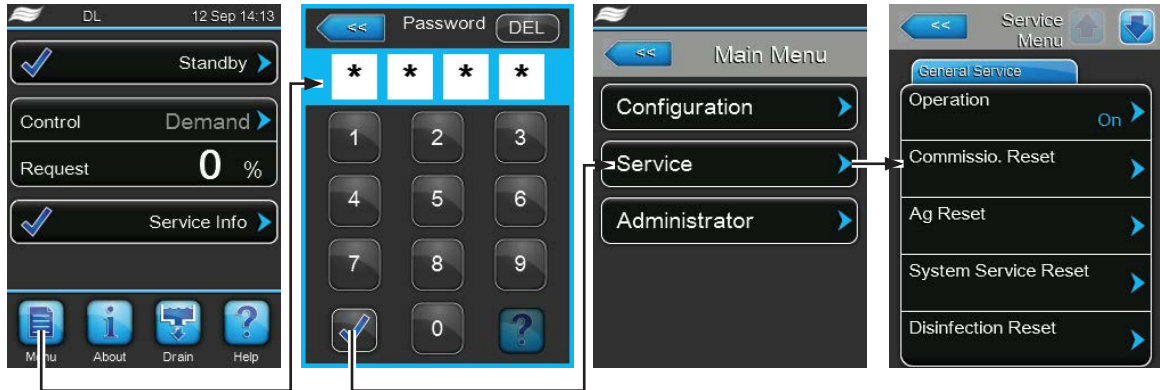 DL 12 Sep 14:13
Standby
Control Demand
Request 0 %
Service Info
Menu About Drain Help
<< Password DEL
* * * *
1 2 3
4 5 6
7 8 9
0 ?
<< Main Menu
Configuration
Service
Administrator
<< Service
Menu
General Service
Operation
On
Commissio. Reset
Ag Reset
System Service Reset
Disinfection Reset